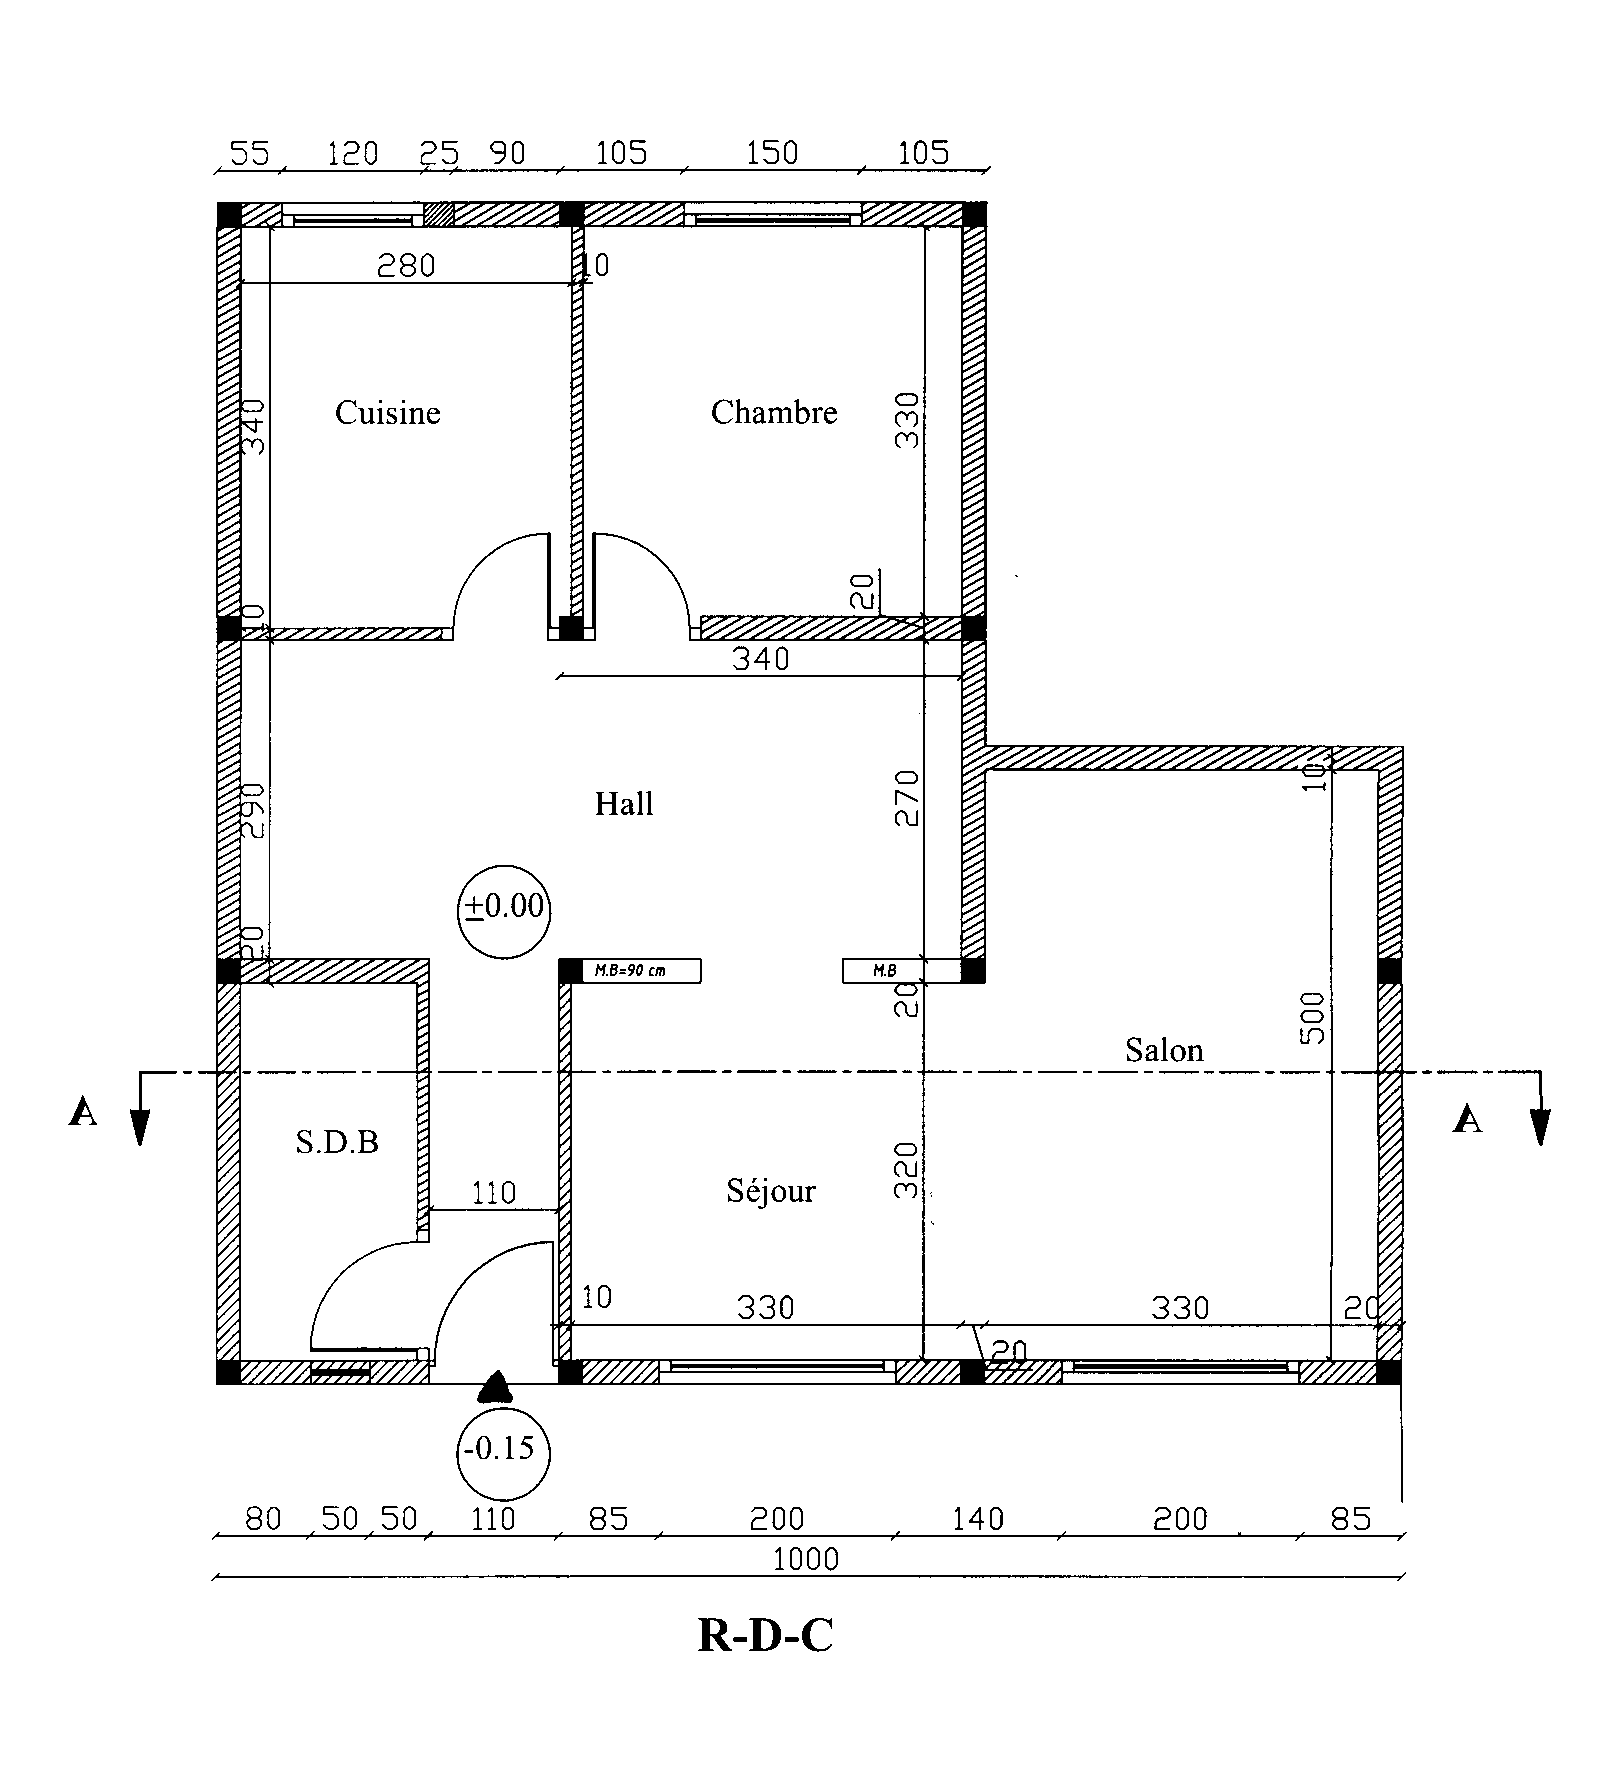 55 120 25 90 105 150 105
280 10
Cuisine Chambre
340 330
10 20
340
Hall
290 270
10
±0.00
20
M.B=90 cm M.B
20
500
Salon
A A
S.D.B
320
110 Séjour
10 330 330 20
20
-0.15
80 50 50 110 85 200 140 200 85
1000
R-D-C